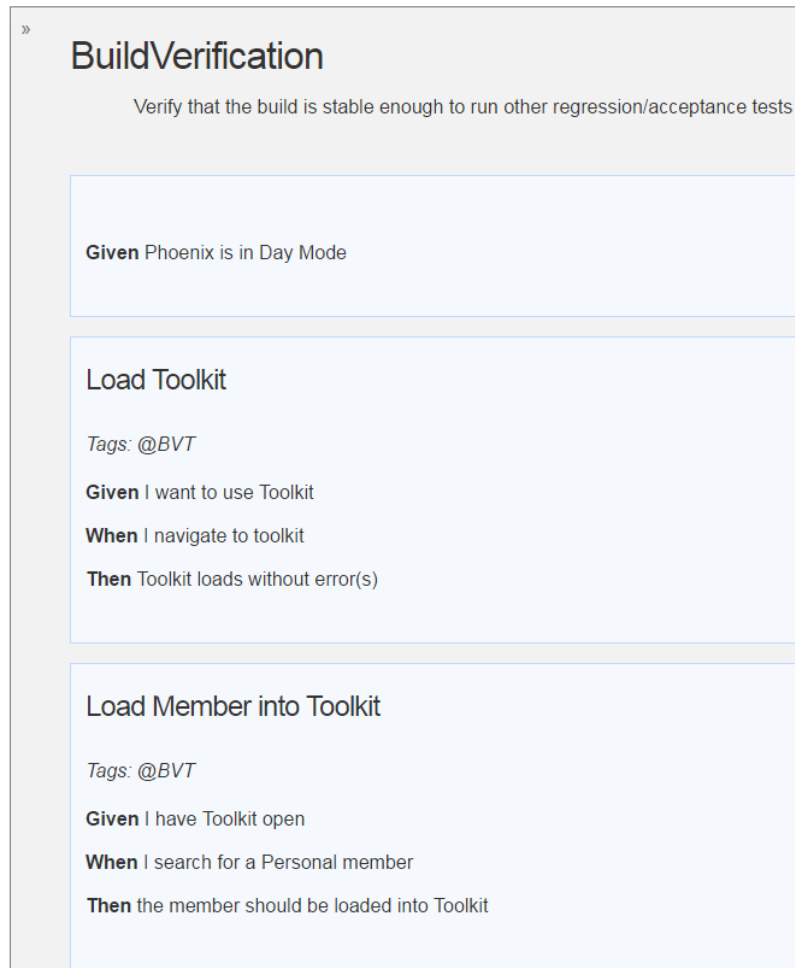 »
BuildVerification
Verify that the build is stable enough to run other regression/acceptance tests
Given Phoenix is in Day Mode
Load Toolkit
Tags: @BVT
Given I want to use Toolkit
When I navigate to toolkit
Then Toolkit loads without error(s)
Load Member into Toolkit
Tags: @BVT
Given I have Toolkit open
When I search for a Personal member
Then the member should be loaded into Toolkit